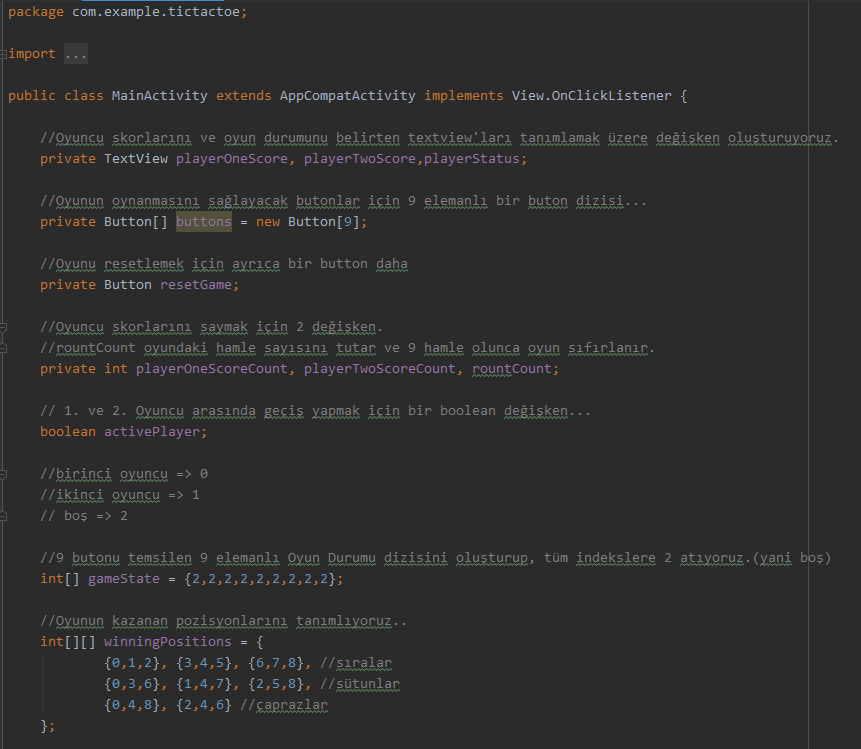 package com.example.tictactoe;
import ...
public class MainActivity extends AppCompatActivity implements View.OnClickListener {
//Oyuncu skorlarını ve oyun durumunu belirten textview'ları tanımlamak üzere değişken oluşturuyoruz.
private TextView playerOneScore, playerTwoScore,playerStatus;
//Oyunun oynanmasını sağlayacak butonlar için 9 elemanlı bir buton dizisi...
private Button[] buttons = new Button[9];
//Oyunu resetlemek için ayrıca bir button daha
private Button resetGame;
//Oyuncu skorlarını saymak için 2 değişken.
//rountCount oyundaki hamle sayısını tutar ve 9 hamle olunca oyun sıfırlanır.
private int playerOneScoreCount, playerTwoScoreCount, rountCount;
// 1. ve 2. Oyuncu arasında geçiş yapmak için bir boolean değişken...
boolean activePlayer;
//birinci oyuncu => 0
//ikinci oyuncu => 1
// boş => 2
//9 butonu temsilen 9 elemanlı Oyun Durumu dizisini oluşturup, tüm indekslere 2 atıyoruz.(yani boş)
int[] gameState = {2,2,2,2,2,2,2,2,2};
//Oyunun kazanan pozisyonlarını tanımlıyoruz..
int[][] winningPositions = {
{0,1,2}, {3,4,5}, {6,7,8}, //sıralar
{0,3,6}, {1,4,7}, {2,5,8}, //sütunlar
{0,4,8}, {2,4,6} //çaprazlar
};